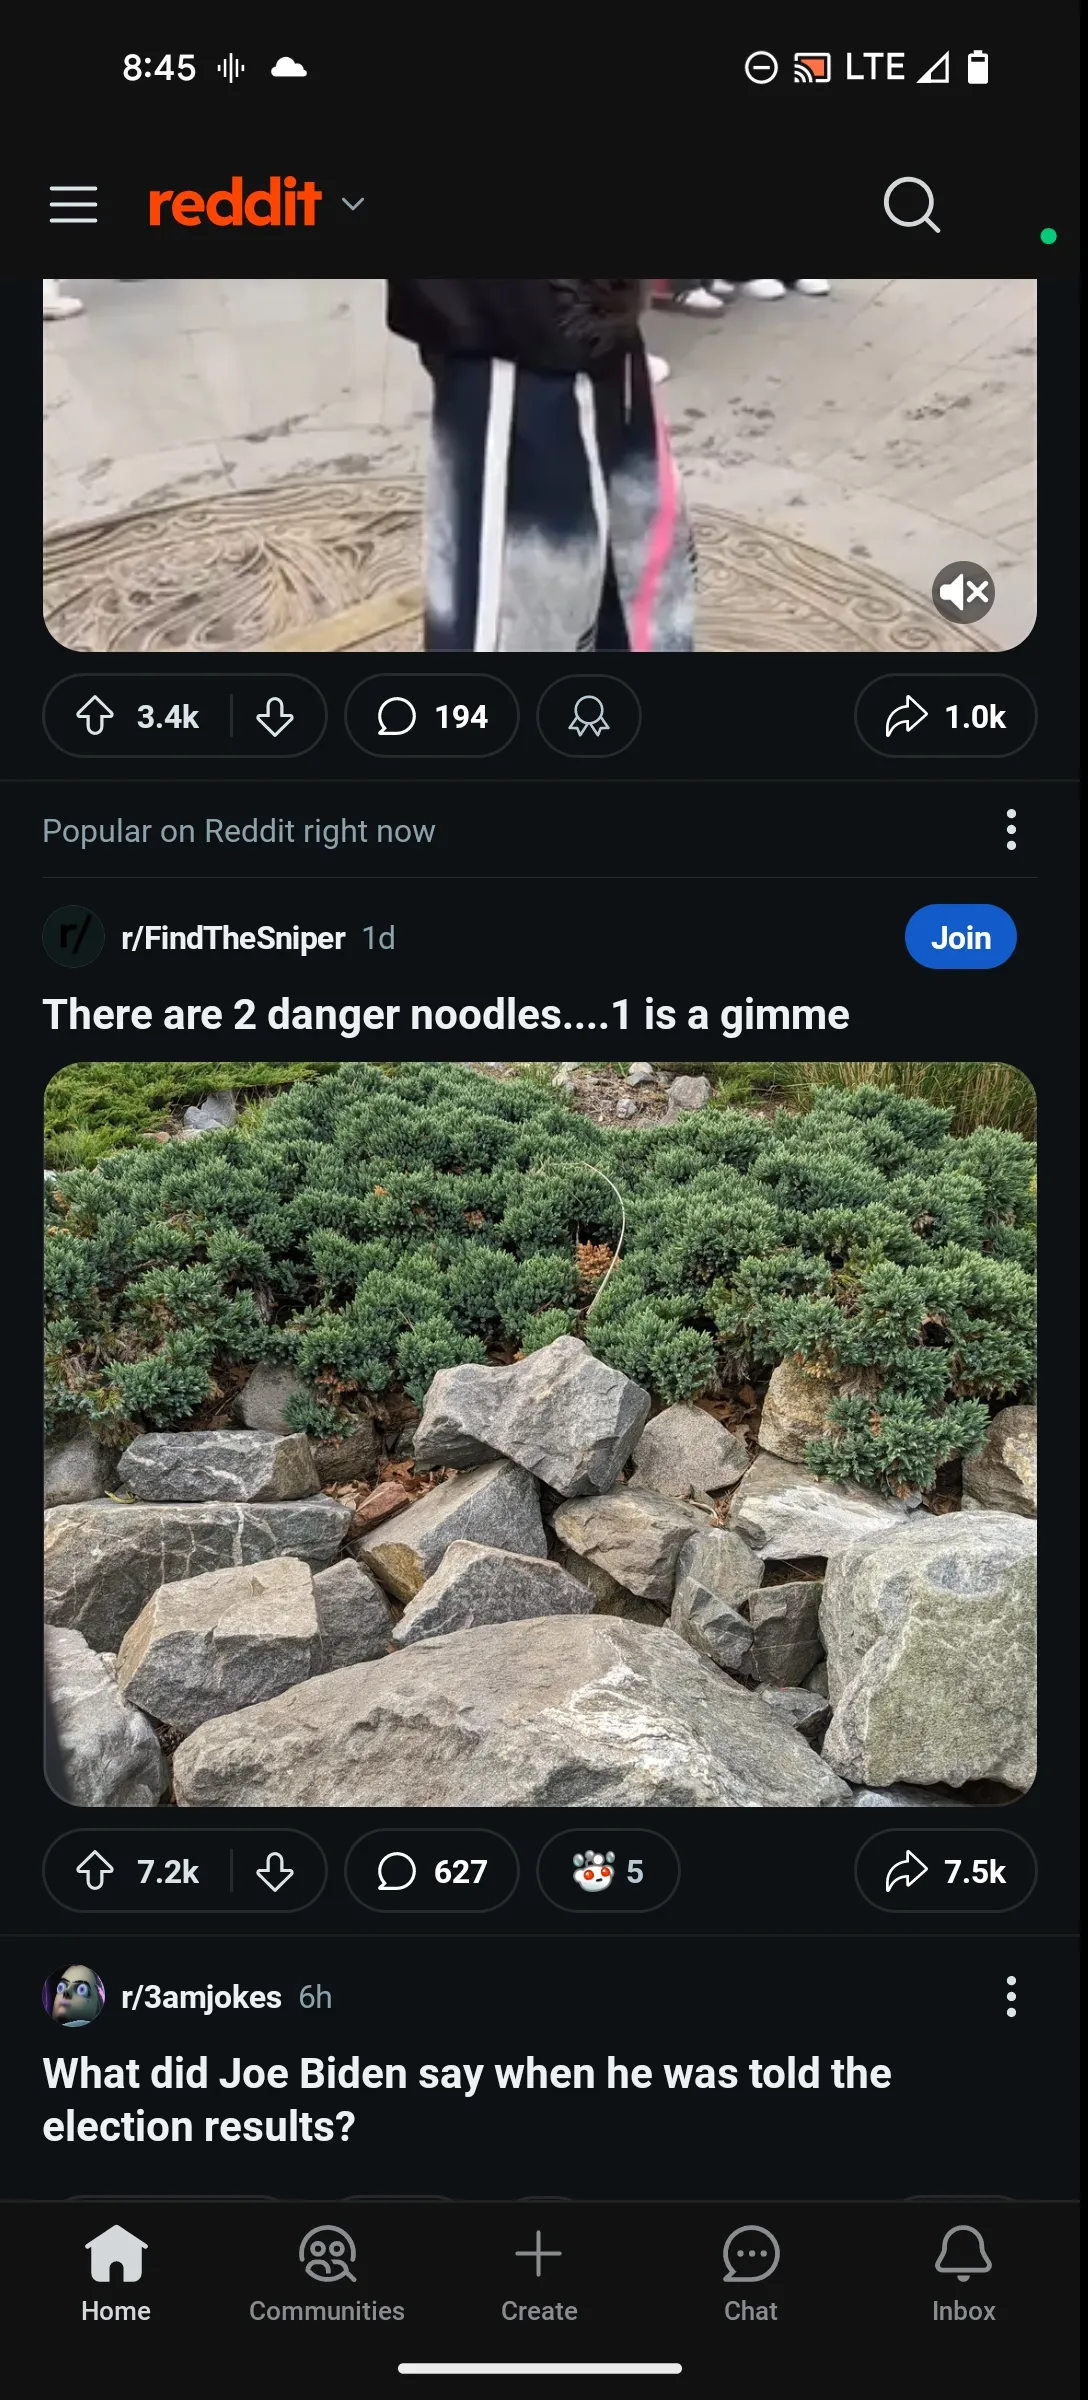 8:45 LTE
reddit
3.4k 194 1.0k
Popular on Reddit right now
r/ r/FindTheSniper 1d Join
There are 2 danger noodles....1 is a gimme
7.2k 627 5 7.5k
r/3amjokes 6h
What did Joe Biden say when he was told the
election results?
Home Communities Create Chat Inbox